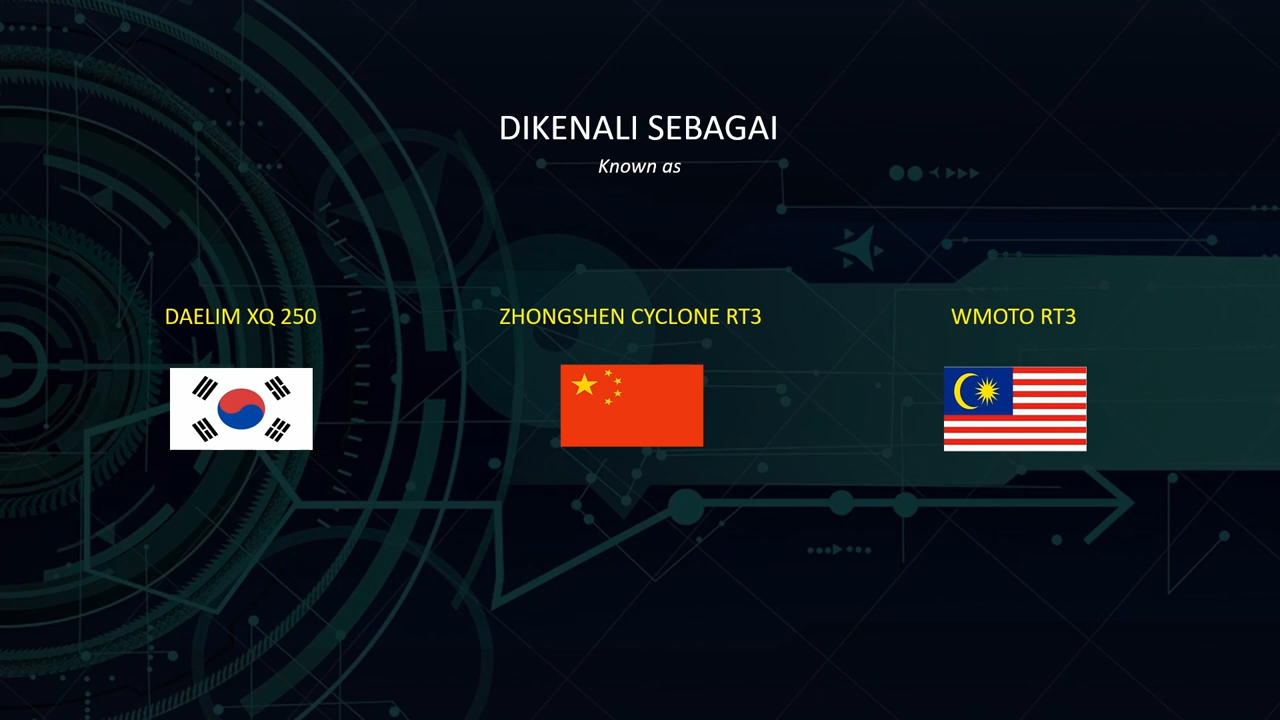 DIKENALI SEBAGAI
Known as
DAELIM XQ 250
ZHONGSHEN CYCLONE RT3
WMOTO RT3